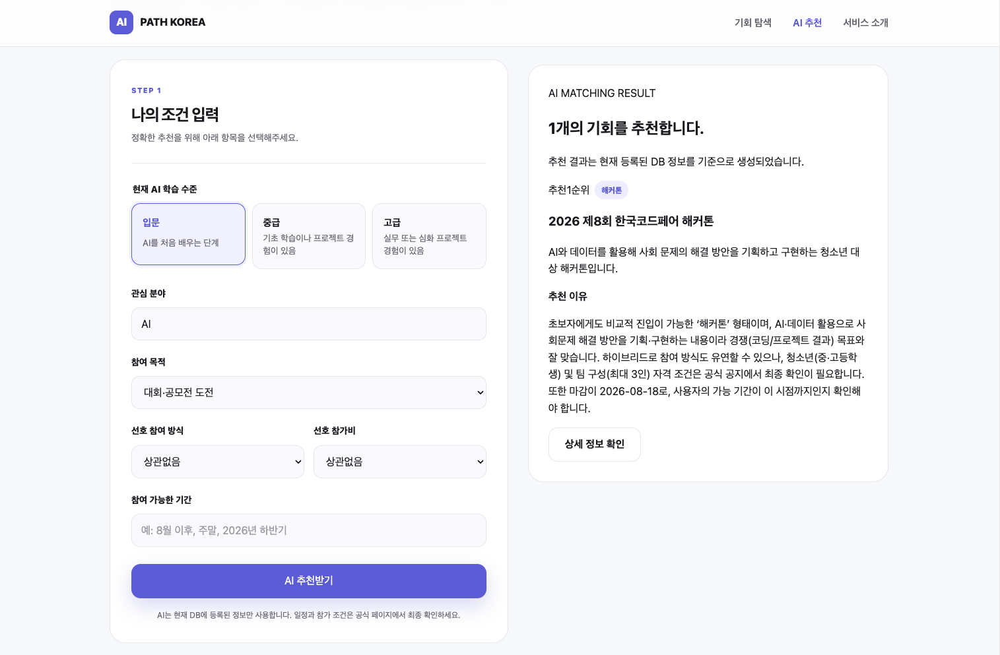 AI PATH KOREA
기회 탐색
AI 추천
서비스 소개
STEP 1
나의 조건 입력
정확한 추천을 위해 아래 항목을 선택해주세요.
현재 AI 학습 수준
입문
AI를 처음 배우는 단계
중급
기초 학습이나 프로젝트 경
험이 있음
고급
실무 또는 심화 프로젝트
경험이 있음
관심 분야
AI
참여 목적
대회·공모전 도전
선호 참여 방식
상관없음
선호 참가비
상관없음
참여 가능한 기간
예: 8월 이후, 주말, 2026년 하반기
AI 추천받기
AI는 현재 DB에 등록된 정보만 사용합니다. 일정과 참가 조건은 공식 페이지에서 최종 확인하세요.
AI MATCHING RESULT
1개의 기회를 추천합니다.
추천 결과는 현재 등록된 DB 정보를 기준으로 생성되었습니다.
추천1순위 해커톤
2026 제8회 한국코드페어 해커톤
AI와 데이터를 활용해 사회 문제의 해결 방안을 기획하고 구현하는 청소년 대
상 해커톤입니다.
추천 이유
초보자에게도 비교적 진입이 가능한 ‘해커톤’ 형태이며, AI·데이터 활용으로 사
회문제 해결 방안을 기획·구현하는 내용이라 경쟁(코딩/프로젝트 결과) 목표와
잘 맞습니다. 하이브리드로 참여 방식도 유연할 수 있으나, 청소년(중·고등학
생) 및 팀 구성(최대 3인) 자격 조건은 공식 공지에서 최종 확인이 필요합니다.
또한 마감이 2026-08-18로, 사용자의 가능 기간이 이 시점까지인지 확인해
야 합니다.
상세 정보 확인